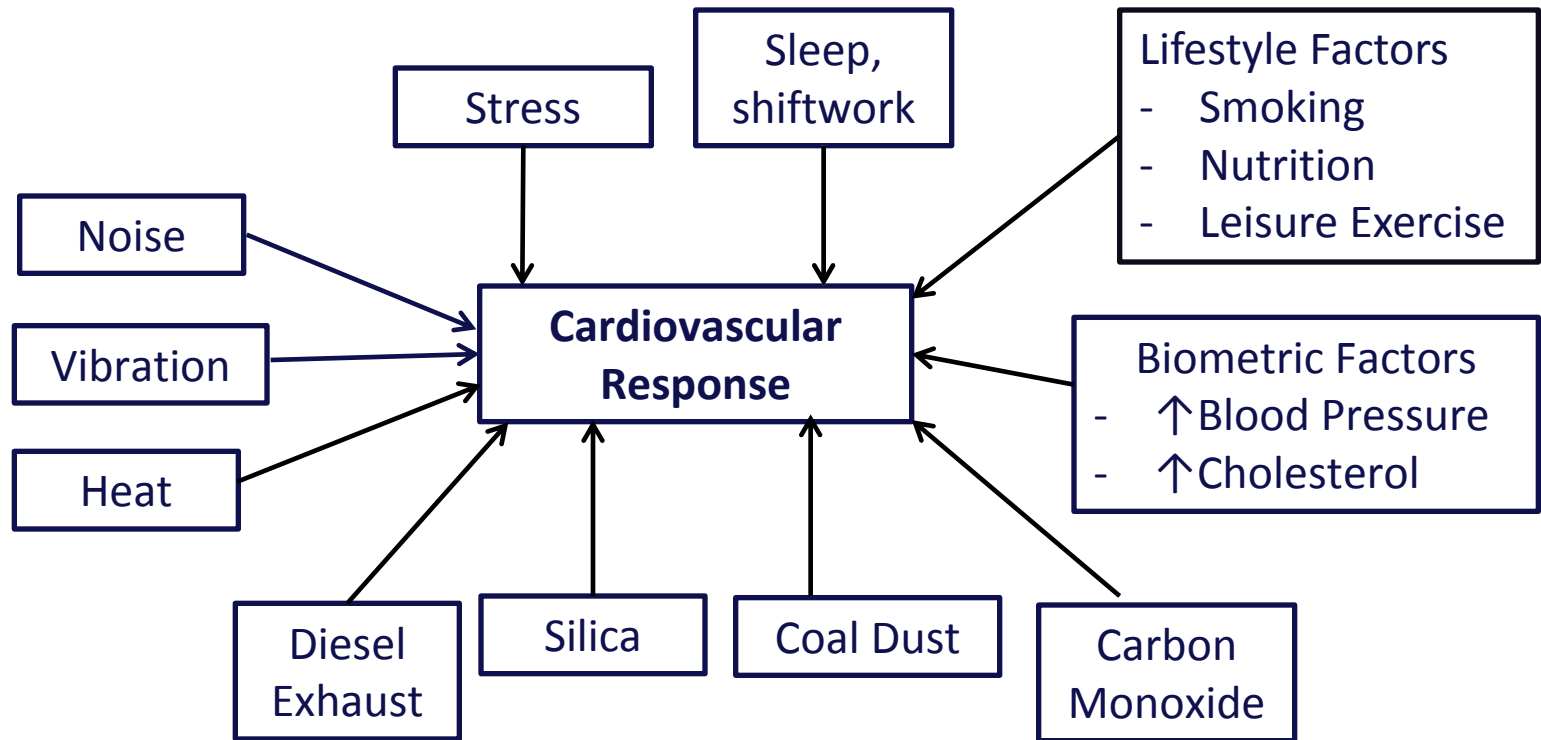 Sleep,
shiftwork
Stress
Lifestyle Factors
- Smoking
- Nutrition
- Leisure Exercise
Noise
Vibration
Heat
Cardiovascular
Response
Biometric Factors
- ↑Blood Pressure
- ↑Cholesterol
Diesel
Exhaust
Silica
Coal Dust
Carbon
Monoxide